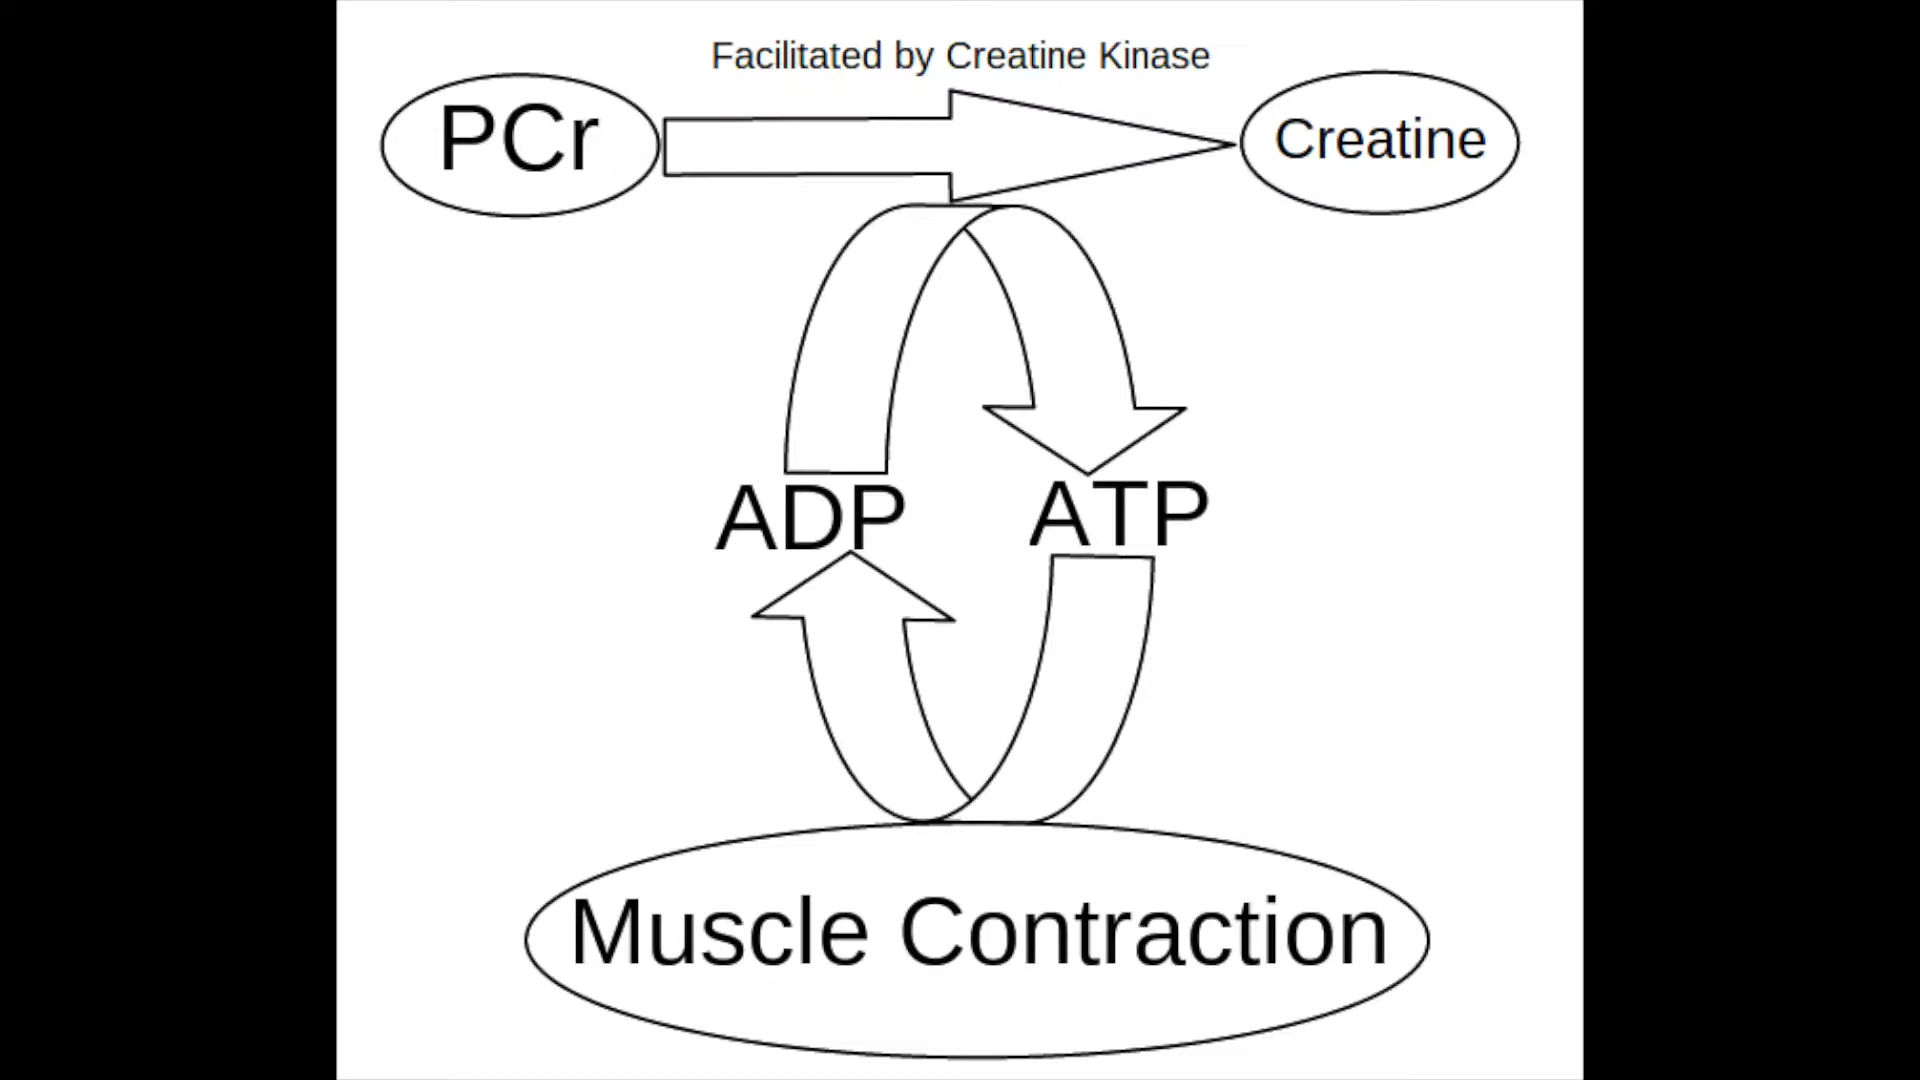 Facilitated by Creatine Kinase
PCr
Creatine
ADP
ATP
Muscle Contraction